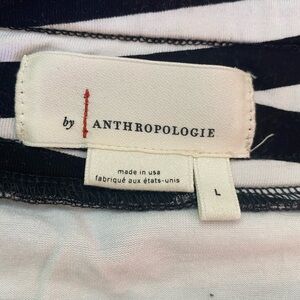 by ANTHROPOLOGIE
made in usa
fabriqué aux états-unis
L